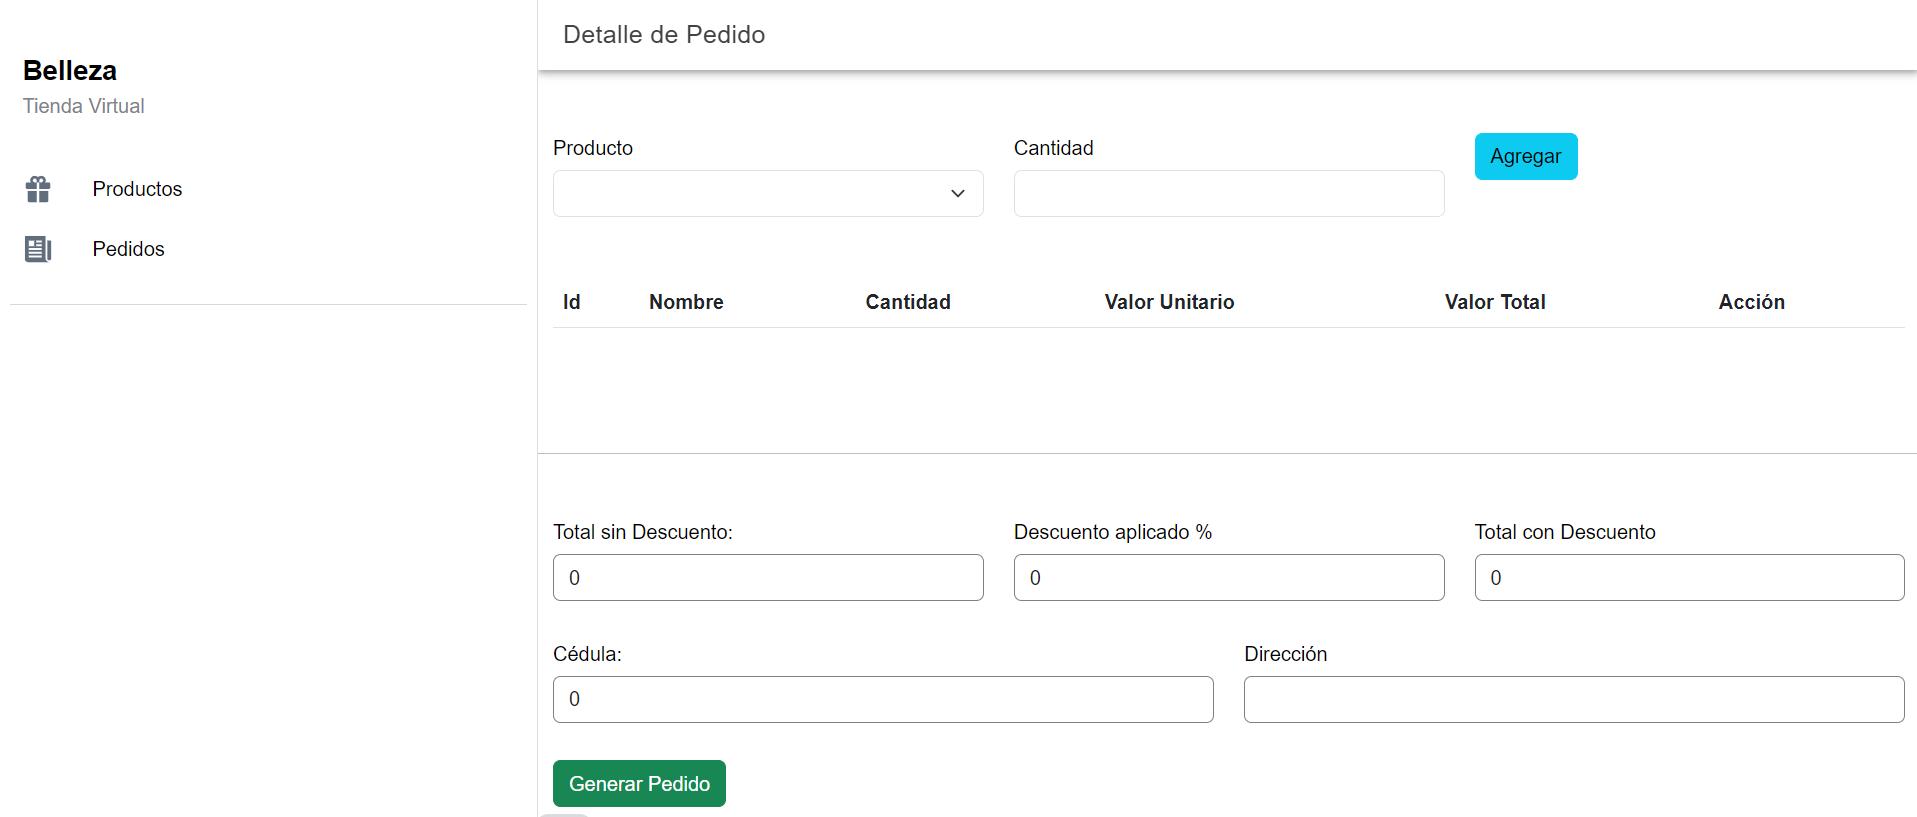 Belleza
Tienda Virtual
Productos
Pedidos
Detalle de Pedido
Producto
Cantidad
Agregar
Id Nombre Cantidad Valor Unitario Valor Total Acción
Total sin Descuento: Descuento aplicado % Total con Descuento
0 0 0
Cédula: Dirección
0
Generar Pedido